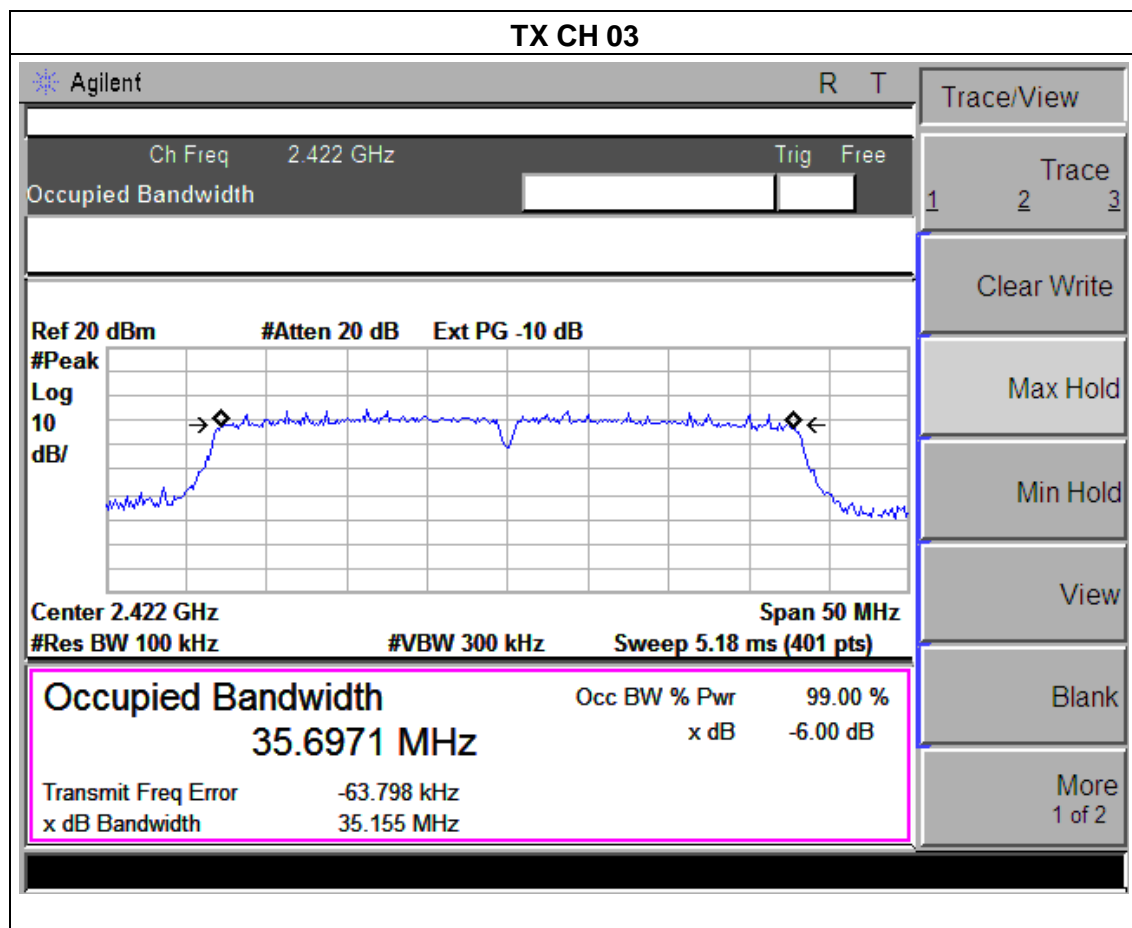 TX CH 03
Agilent R T
Ch Freq 2.422 GHz Trig Free
Occupied Bandwidth
Ref 20 dBm #Atten 20 dB Ext PG -10 dB
#Peak
Log
10
dB/
Center 2.422 GHz Span 50 MHz
#Res BW 100 kHz #VBW 300 kHz Sweep 5.18 ms (401 pts)
Occupied Bandwidth Occ BW % Pwr 99.00 %
35.6971 MHz x dB -6.00 dB
Transmit Freq Error -63.798 kHz
x dB Bandwidth 35.155 MHz
Trace/View
Trace
1 2 3
Clear Write
Max Hold
Min Hold
View
Blank
More
1 of 2